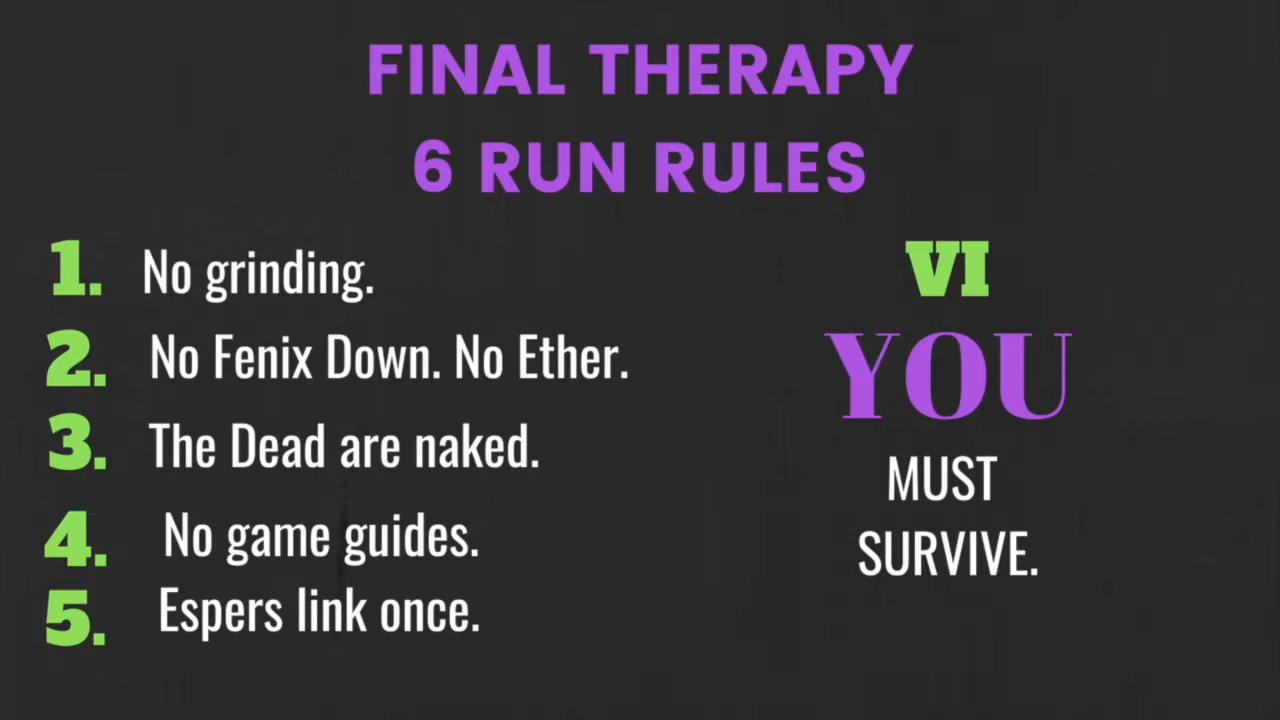 FINAL THERAPY
6 RUN RULES
1. No grinding.
2. No Fenix Down. No Ether.
3. The Dead are naked.
4. No game guides.
5. Espers link once.
VI
YOU
MUST
SURVIVE.